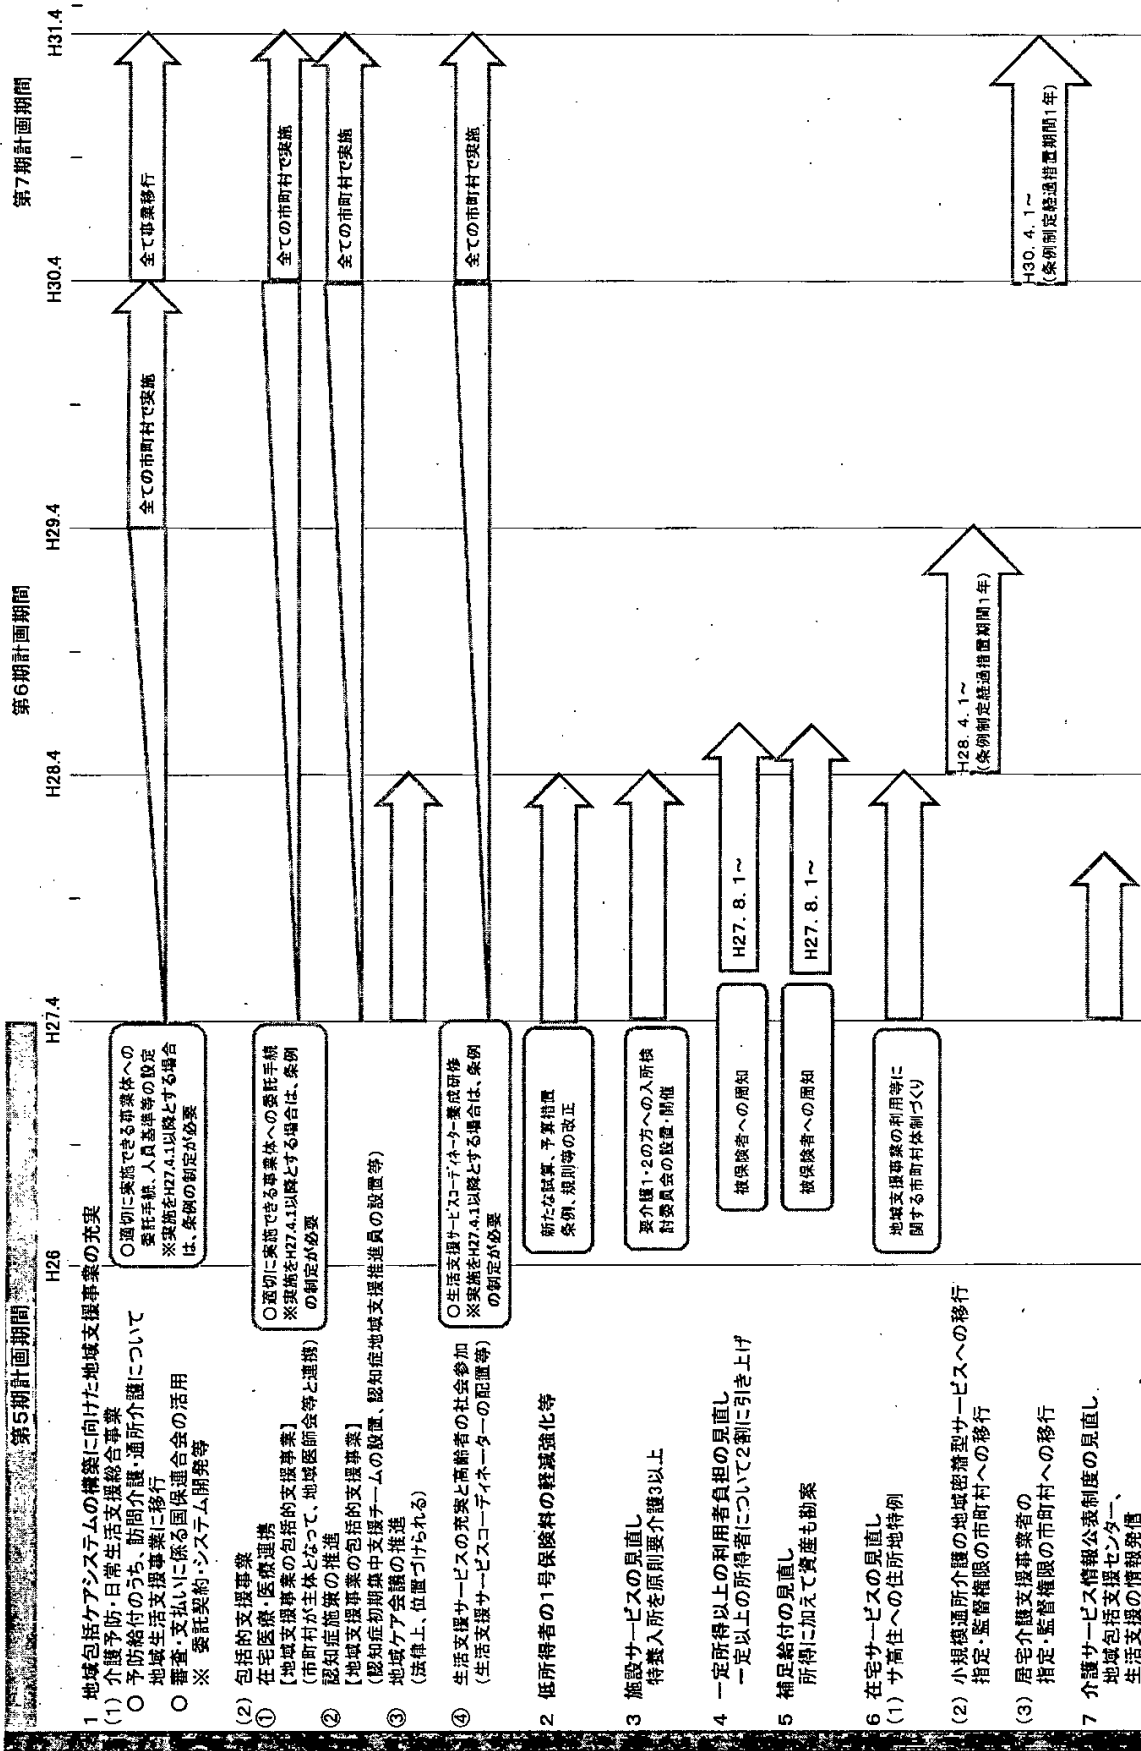 第5期計画期間
第6期計画期間
第7期計画期間
H26
H27.4
H28.4
H29.4
H30.4
H31.4
1 地域包括ケアシステムの構築に向けた地域支援事業の充実
(1) 介護予防・日常生活支援総合事業
○ 予防給付のうち、訪問介護・通所介護について
地域生活支援事業に移行
○ 審査・支払いに係る国保連合会の活用
※ 委託契約・システム開発等
○適切に実施できる事業体への
委託手続、人員基準等の設定
※実施をH27.4.1以降とする場合
は、条例の制定が必要
全ての市町村で実施
全て事業移行
(2) 包括的支援事業
① 在宅医療・医療連携
【地域支援事業の包括的支援事業】
(市町村が主体となって、地域医師会等と連携)
○適切に実施できる事業体への委託手続
※実施をH27.4.1以降とする場合は、条例
の制定が必要
全ての市町村で実施
② 認知症施策の推進
【地域支援事業の包括的支援事業】
(認知症初期集中支援チームの設置、認知症地域支援推進員の設置等)
全ての市町村で実施
③ 地域ケア会議の推進
(法律上、位置づけられる)
④ 生活支援サービスの充実と高齢者の社会参加
(生活支援サービスコーディネーターの配置等)
○生活支援サービスコーディネーター養成研修
※実施をH27.4.1以降とする場合は、条例
の制定が必要
全ての市町村で実施
2 低所得者の1号保険料の軽減強化等
新たな試算、予算措置
条例、規則等の改正
3 施設サービスの見直し
特養入所を原則要介護3以上
要介護1・2の方への入所検
討委員会の設置・開催
4 一定所得以上の利用者負担の見直し
一定以上の所得者について2割に引き上げ
被保険者への周知
H27. 8. 1~
5 補足給付の見直し
所得に加えて資産も勘案
被保険者への周知
H27. 8. 1~
6 在宅サービスの見直し
(1) サ高住への住所地特例
地域支援事業の利用等に
関する市町村体制づくり
(2) 小規模通所介護の地域密着型サービスへの移行
指定・監督権限の市町村への移行
H28. 4. 1~
(条例制定経過措置期間1年)
(3) 居宅介護支援事業者の
指定・監督権限の市町村への移行
H30. 4. 1~
(条例制定経過措置期間1年)
7 介護サービス情報公表制度の見直し
地域包括支援センター、
生活支援の情報発信